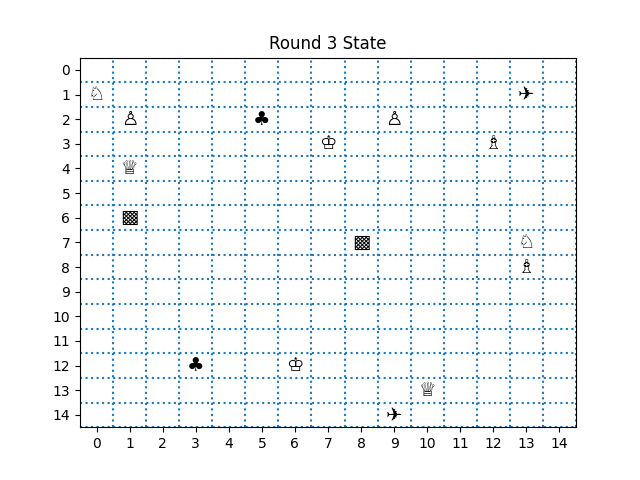 Round 3 State
0
1 ♘ ✈
2 ♙ ♣ ♙
3 ♔ ♗
4 ♕
5
6 ▩
7 ▩ ♘
8 ♗
9
10
11
12 ♣ ♔
13 ♕
14 ✈
0 1 2 3 4 5 6 7 8 9 10 11 12 13 14